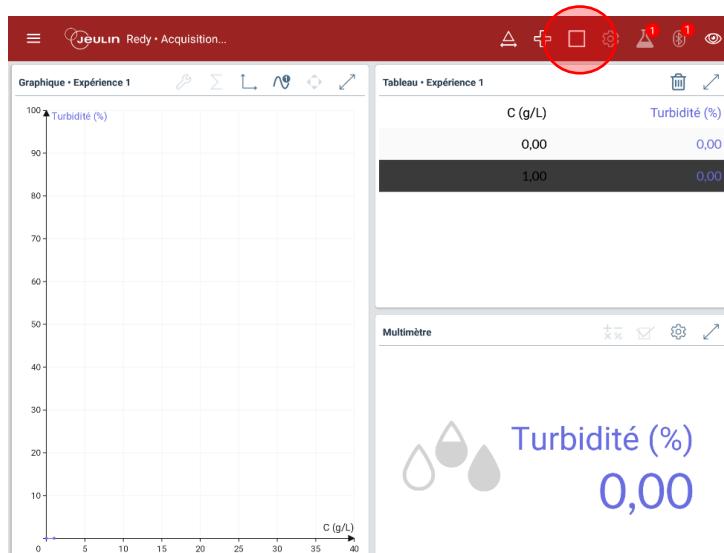 Jeulin Redy • Acquisition...
1
1
Graphique • Expérience 1
Turbidité (%)
100
90
80
70
60
50
40
30
20
10
0 5 10 15 20 25 30 35 40
C (g/L)
Tableau • Expérience 1
C (g/L) Turbidité (%)
0,00 0,00
1,00 0,00
Multimètre
Turbidité (%)
0,00